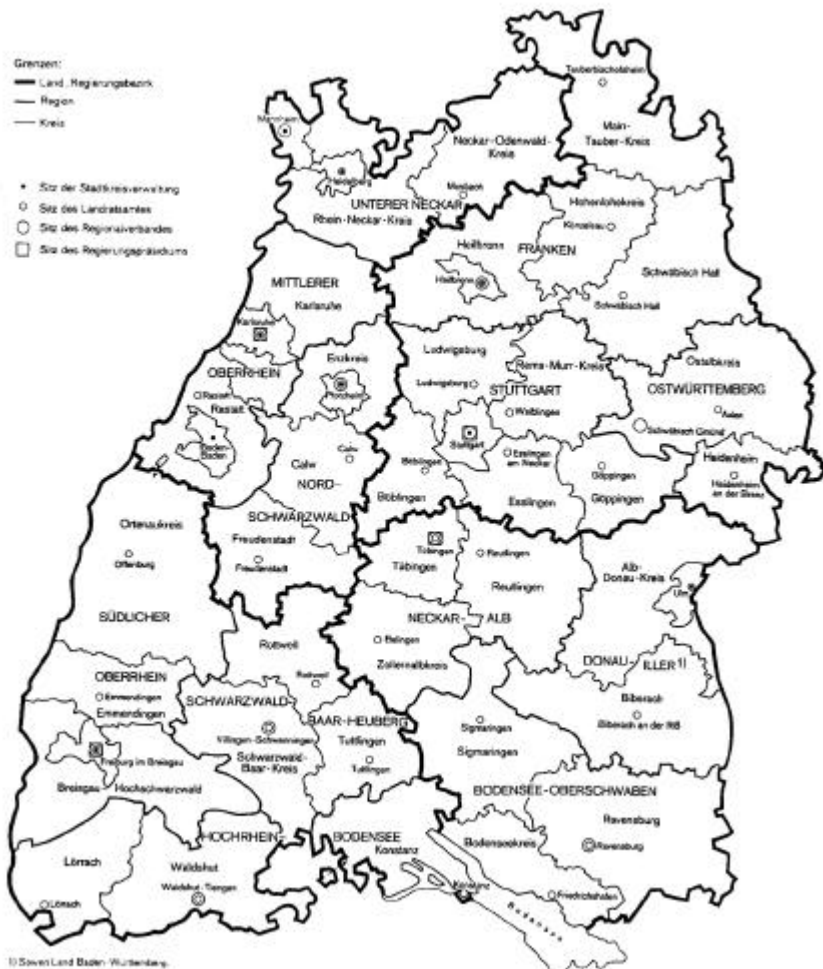 Grenzen:
Land, Regierungsbezirk
Region
Kreis
Sitz der Stadtkreisverwaltung
Sitz des Landratsamtes
Sitz des Regionalverbandes
Sitz des Regierungspräsidiums
Tauberbischofsheim
Main-
Tauber-Kreis
Mannheim
Neckar-Odenwald-
Kreis
Heidelberg
Mosbach
UNTERER NECKAR
Rhein-Neckar-Kreis
Hohenlohekreis
Künzelsau
Heilbronn
FRANKEN
Heilbronn
Schwäbisch Hall
Schwäbisch Hall
MITTLERER
Karlsruhe
Karlsruhe
OBERRHEIN
Rastatt
Rastatt
Baden-
Baden
Enzkreis
Pforzheim
Ludwigsburg
Ludwigsburg
Rems-Murr-Kreis
STUTTGART
Waiblingen
Stuttgart
Ostalbkreis
OSTWÜRTTEMBERG
Aalen
Schwäbisch Gmünd
Calw
Calw
NORD-
Böblingen
Böblingen
Esslingen
am Neckar
Esslingen
Göppingen
Göppingen
Heidenheim
Heidenheim
an der Brenz
SCHWARZWALD
Freudenstadt
Freudenstadt
Ortenaukreis
Offenburg
SÜDLICHER
Tübingen
Tübingen
Reutlingen
Reutlingen
Alb-
Donau-Kreis
Ulm
NECKAR-ALB
Balingen
Zollernalbkreis
DONAU-ILLER 1)
Rottweil
Rottweil
OBERRHEIN
Emmendingen
Emmendingen
SCHWARZWALD-
Villingen-Schwenningen
Schwarzwald-
Baar-Kreis
BAAR-HEUBERG
Tuttlingen
Tuttlingen
Sigmaringen
Sigmaringen
Biberach
Biberach an der Riß
Freiburg im Breisgau
Breisgau-Hochschwarzwald
BODENSEE-OBERSCHWABEN
Ravensburg
Ravensburg
Bodenseekreis
Friedrichshafen
HOCHRHEIN-
BODENSEE
Konstanz
Konstanz
Bodensee
Lörrach
Lörrach
Waldshut
Waldshut-Tiengen
1) Soweit Land Baden-Württemberg.